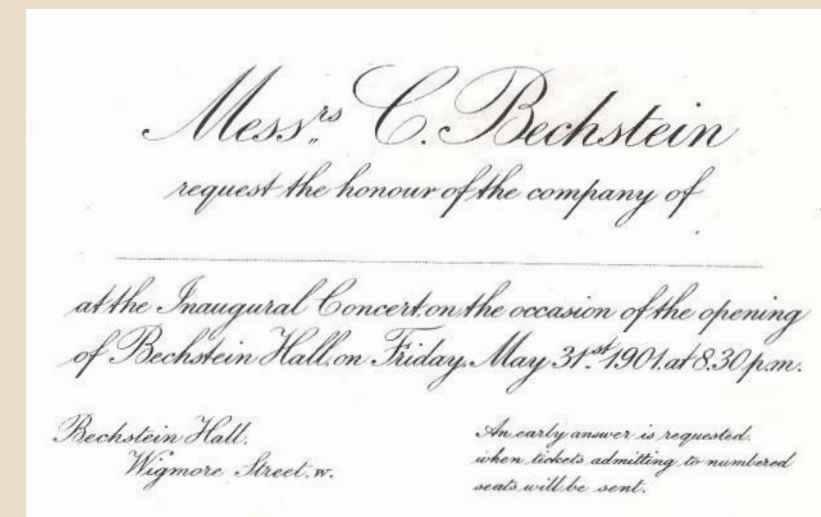 Messrs C. Bechstein
request the honour of the company of
at the Inaugural Concert on the occasion of the opening
of Bechstein Hall on Friday. May 31st 1901. at 8.30 p.m.
Bechstein Hall.
Wigmore Street. W.
An early answer is requested.
when tickets admitting to numbered
seats will be sent.